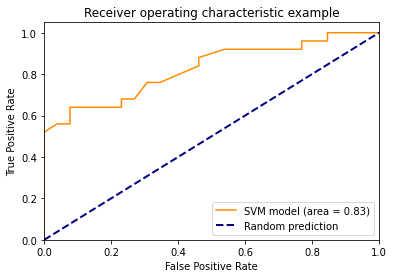 Receiver operating characteristic example
True Positive Rate
1.0
0.8
0.6
0.4
0.2
0.0
SVM model (area = 0.83)
Random prediction
0.0 0.2 0.4 0.6 0.8 1.0
False Positive Rate